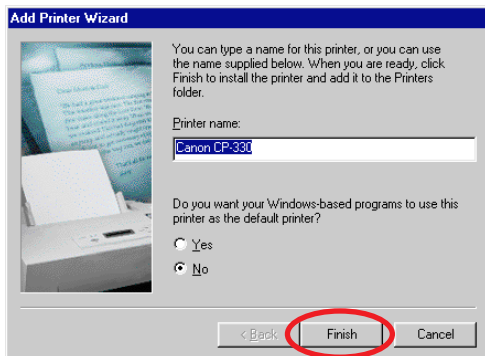 Add Printer Wizard
You can type a name for this printer, or you can use
the name supplied below. When you are ready, click
Finish to install the printer and add it to the Printers
folder.
Printer name:
Canon CP-330
Do you want your Windows-based programs to use this
printer as the default printer?
Yes
No
< Back
Finish
Cancel